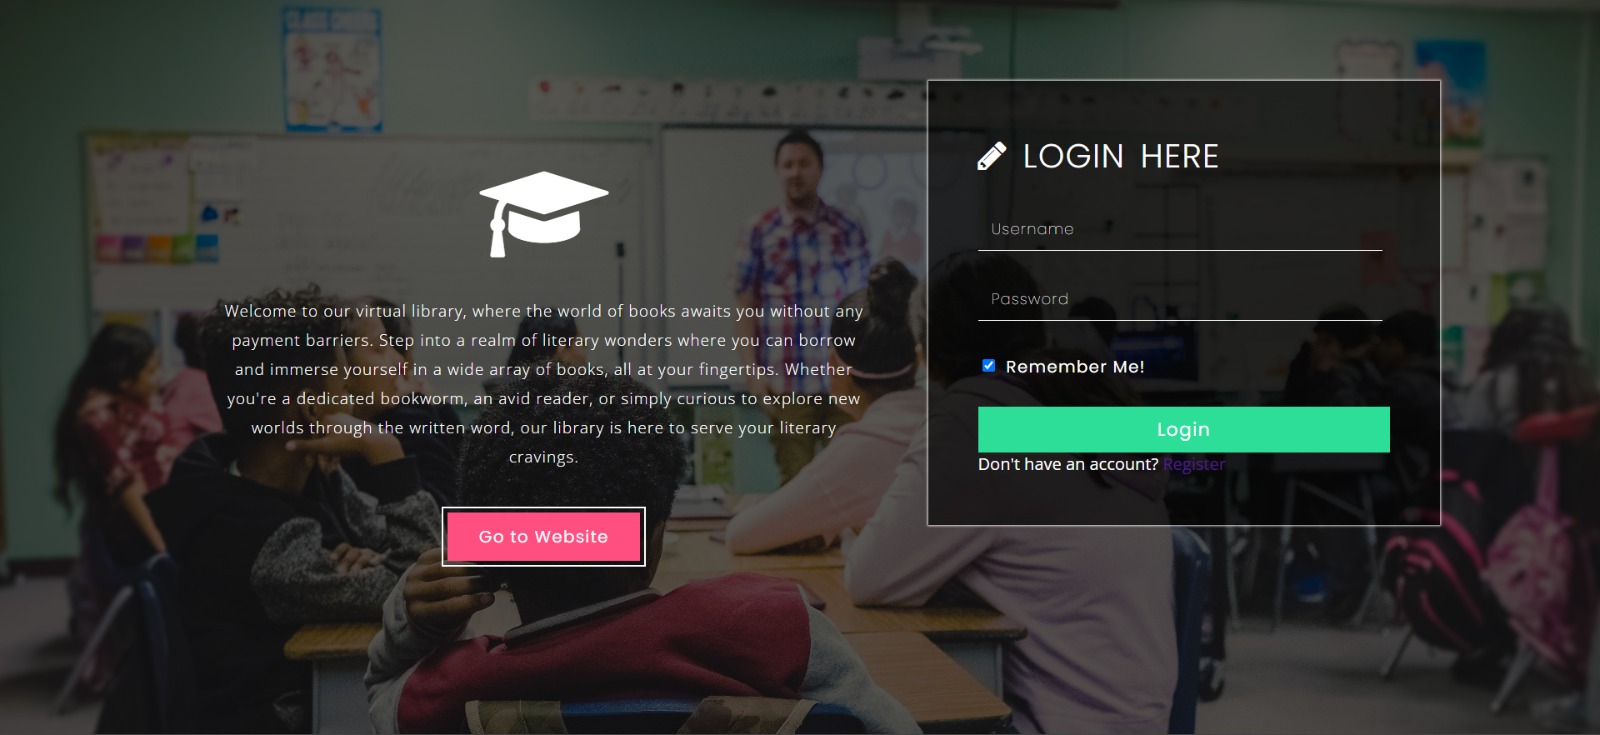 CLASS RULES
LOGIN HERE
Username
Password
Remember Me!
Login
Don't have an account? Register
Welcome to our virtual library, where the world of books awaits you without any
payment barriers. Step into a realm of literary wonders where you can borrow
and immerse yourself in a wide array of books, all at your fingertips. Whether
you're a dedicated bookworm, an avid reader, or simply curious to explore new
worlds through the written word, our library is here to serve your literary
cravings.
Go to Website